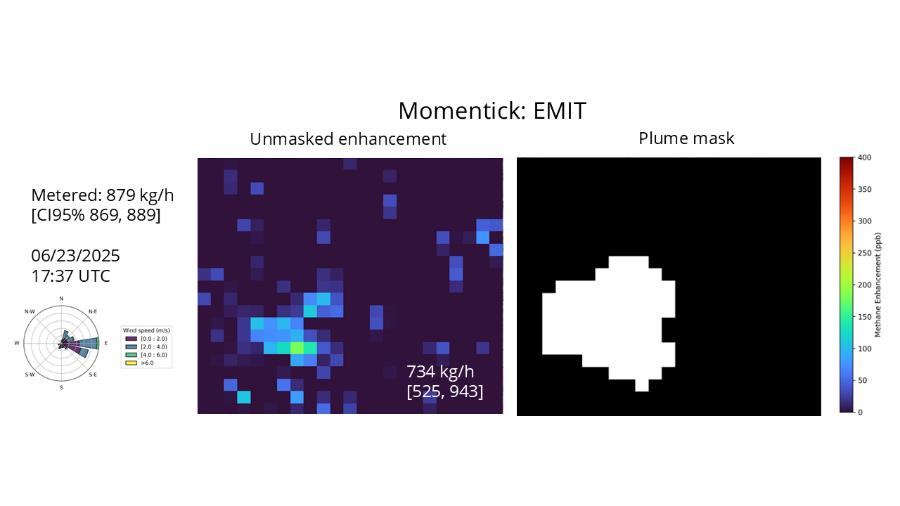 Momentick: EMIT
Unmasked enhancement
Plume mask
Metered: 879 kg/h
[CI95% 869, 889]
06/23/2025
17:37 UTC
N
N-W
N-E
W
E
S-W
S-E
S
Wind speed (m/s)
[0.0 : 2.0)
[2.0 : 4.0)
[4.0 : 6.0)
>6.0
734 kg/h
[525, 943]
400
350
300
250
200
150
100
50
0
Methane Enhancement (ppb)